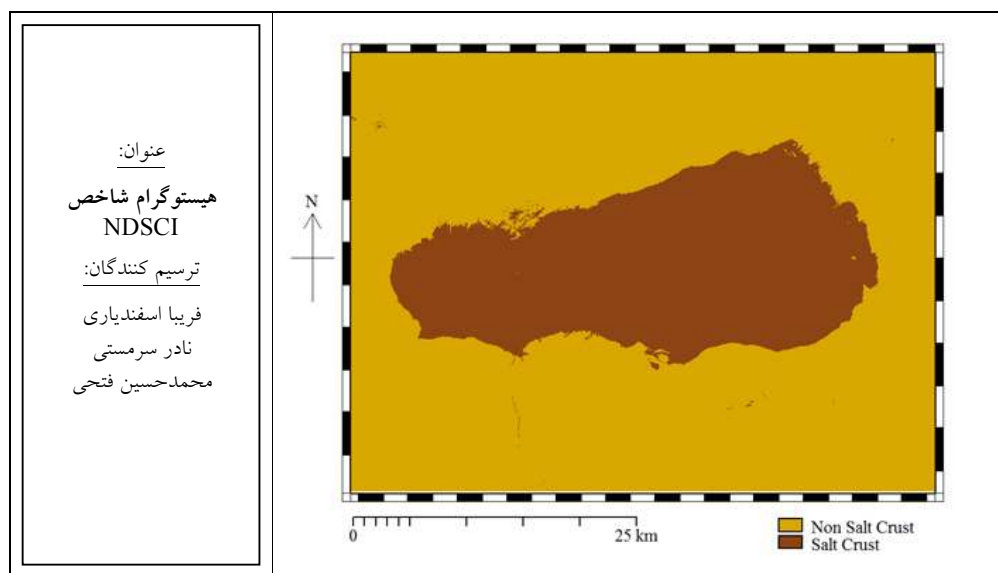 عنوان:
هیستوگرام شاخص
NDSCI
ترسیم کنندگان:
فریبا اسفندیاری
نادر سرمستی
محمدحسین فتحی
N
0
25 km
Non Salt Crust
Salt Crust